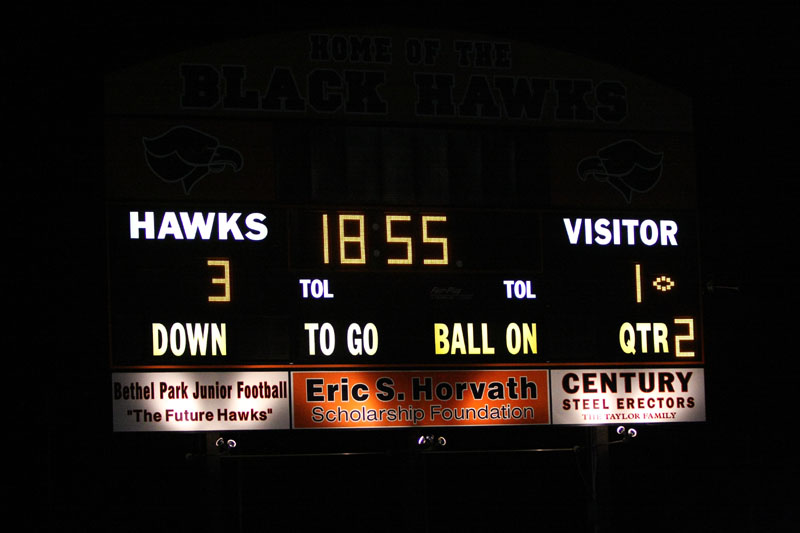 HOME OF THE
BLACK HAWKS
HAWKS 18:55 VISITOR
3 TOL TOL 1
DOWN TO GO BALL ON QTR 2
Bethel Park Junior Football
"The Future Hawks"
Eric S. Horvath
Scholarship Foundation
CENTURY
STEEL ERECTORS
THE TAYLOR FAMILY